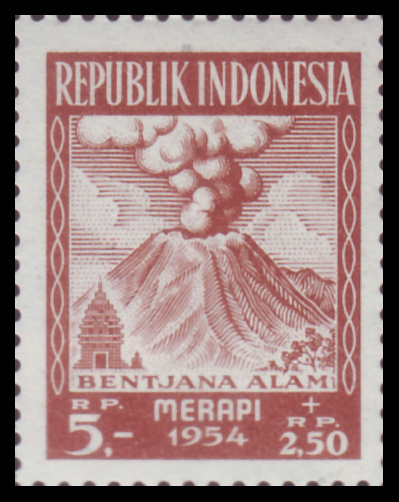 REPUBLIK INDONESIA
BENTJANA ALAM
RP. MERAPI + RP.
5,- 1954 2,50